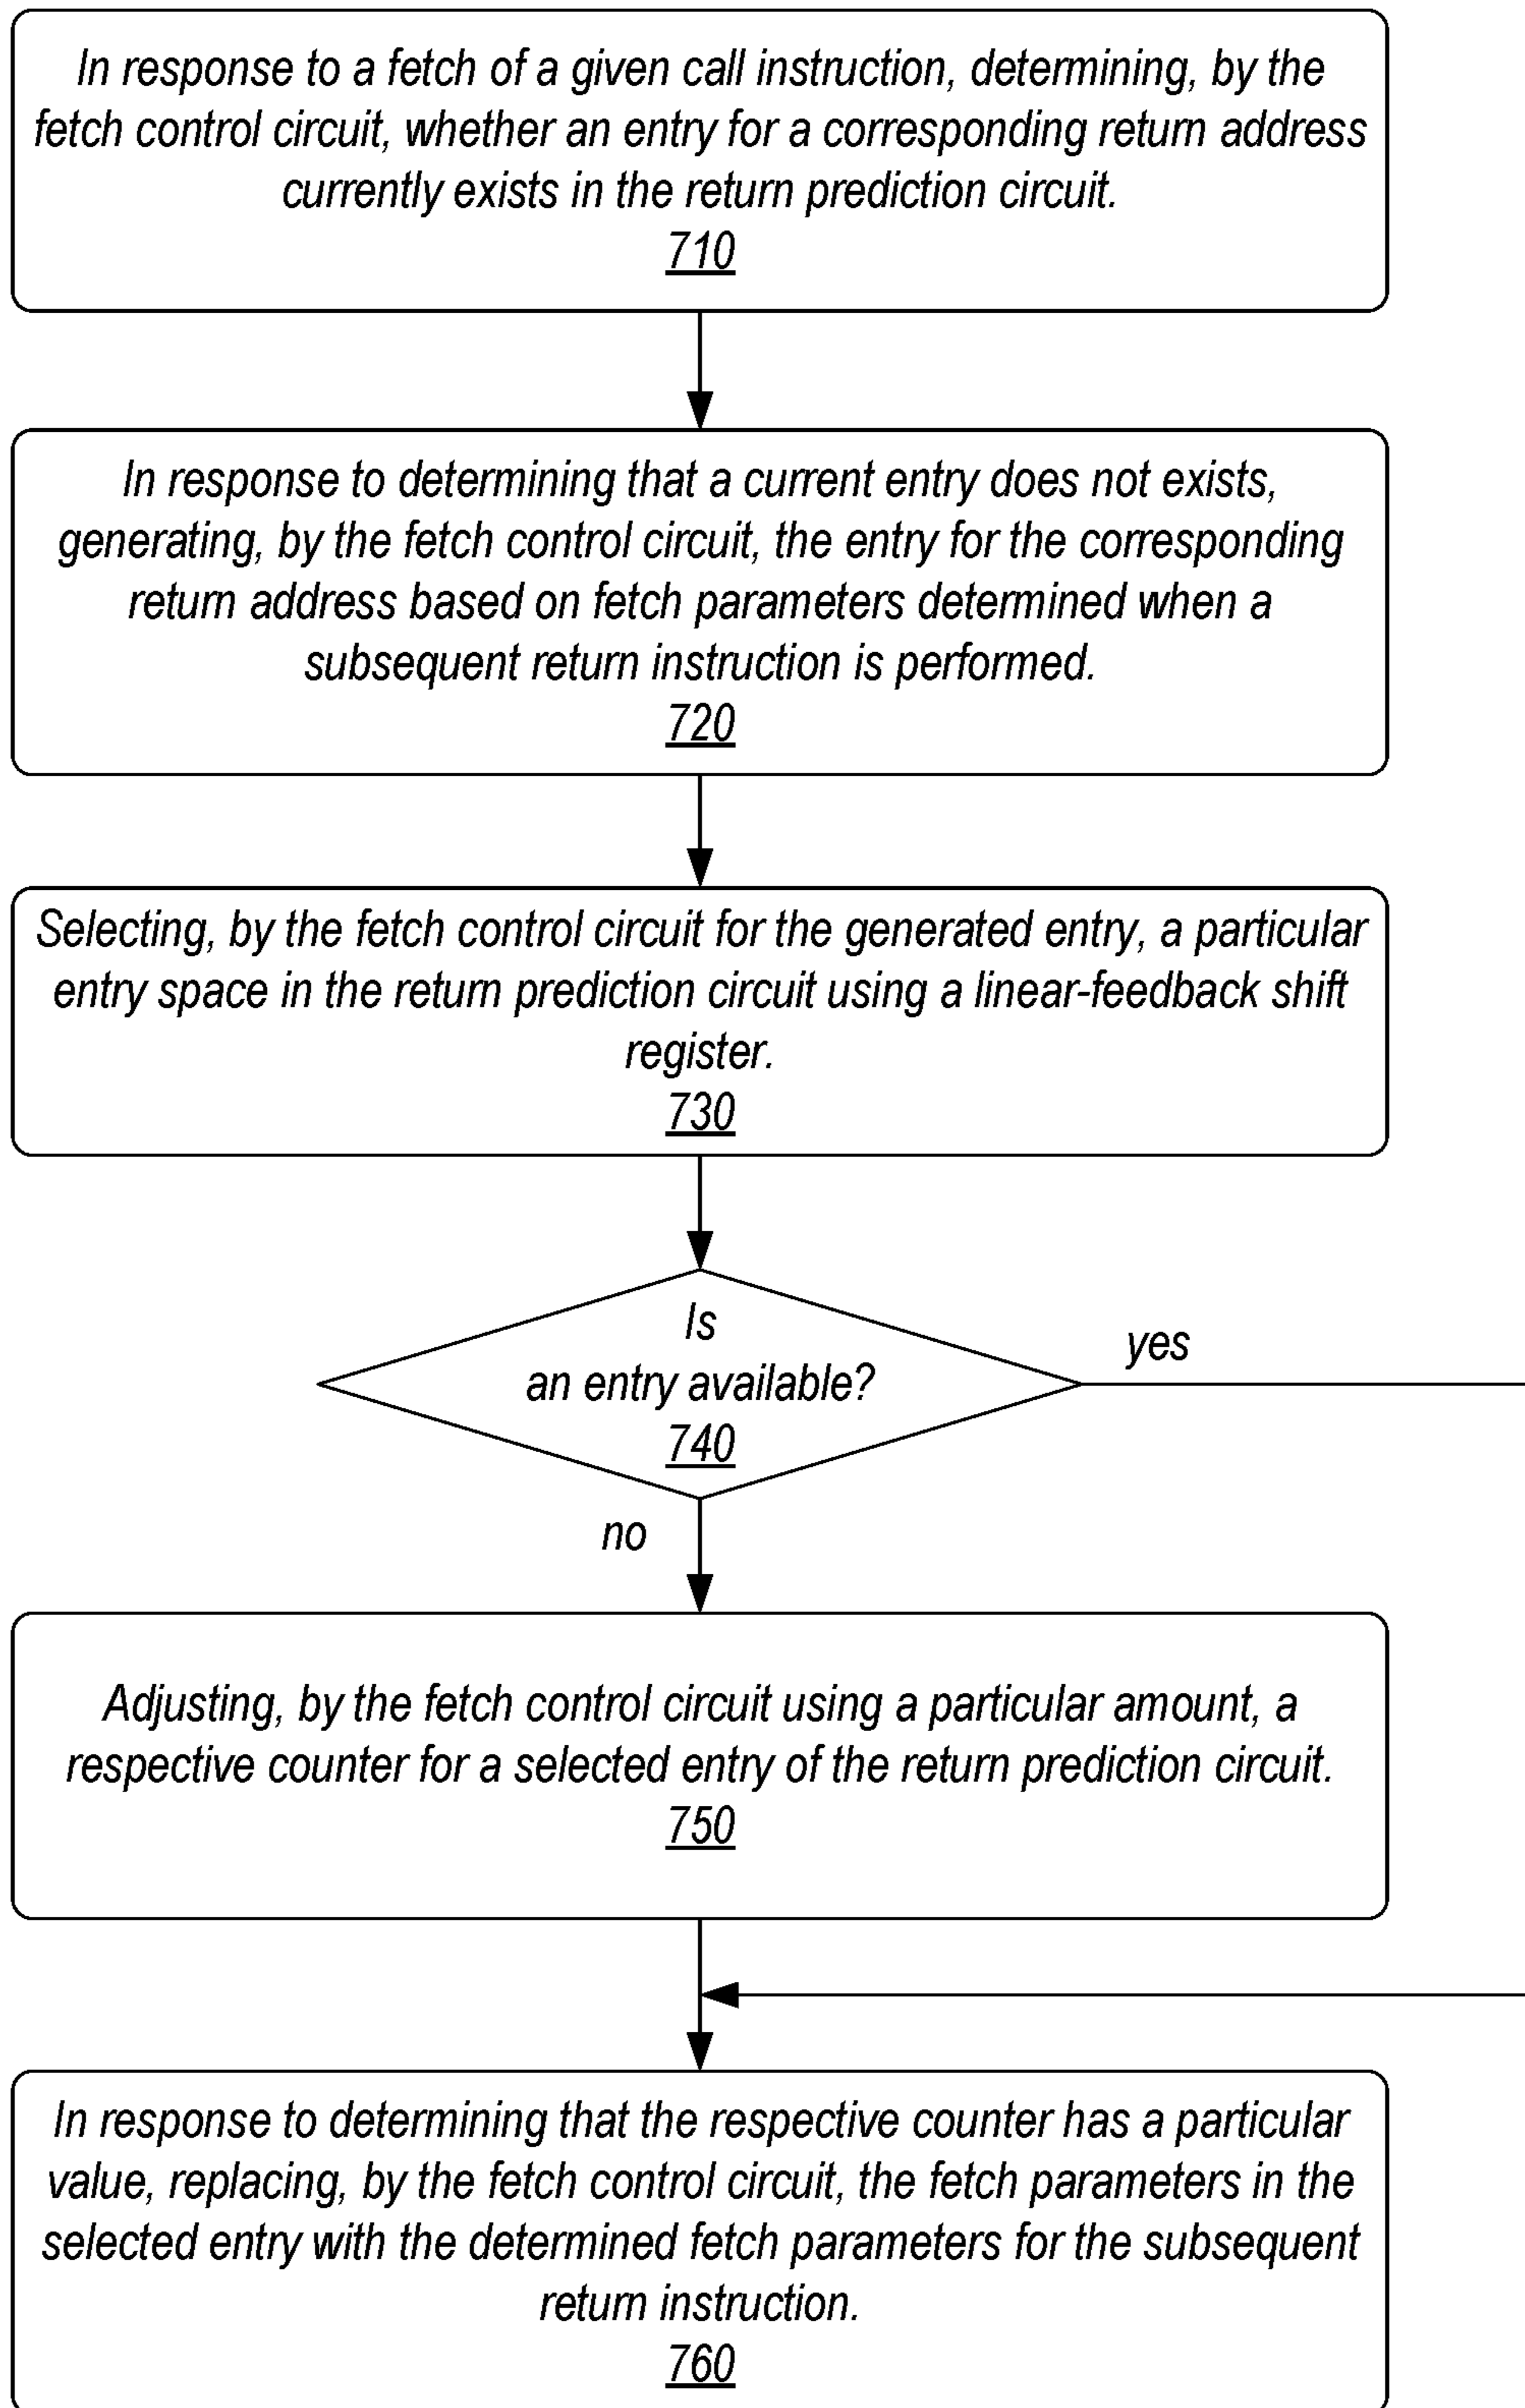 In response to a fetch of a given call instruction, determining, by the
fetch control circuit, whether an entry for a corresponding return address
currently exists in the return prediction circuit.
710
In response to determining that a current entry does not exists,
generating, by the fetch control circuit, the entry for the corresponding
return address based on fetch parameters determined when a
subsequent return instruction is performed.
720
Selecting, by the fetch control circuit for the generated entry, a particular
entry space in the return prediction circuit using a linear-feedback shift
register.
730
Is
an entry available?
740
yes
no
Adjusting, by the fetch control circuit using a particular amount, a
respective counter for a selected entry of the return prediction circuit.
750
In response to determining that the respective counter has a particular
value, replacing, by the fetch control circuit, the fetch parameters in the
selected entry with the determined fetch parameters for the subsequent
return instruction.
760